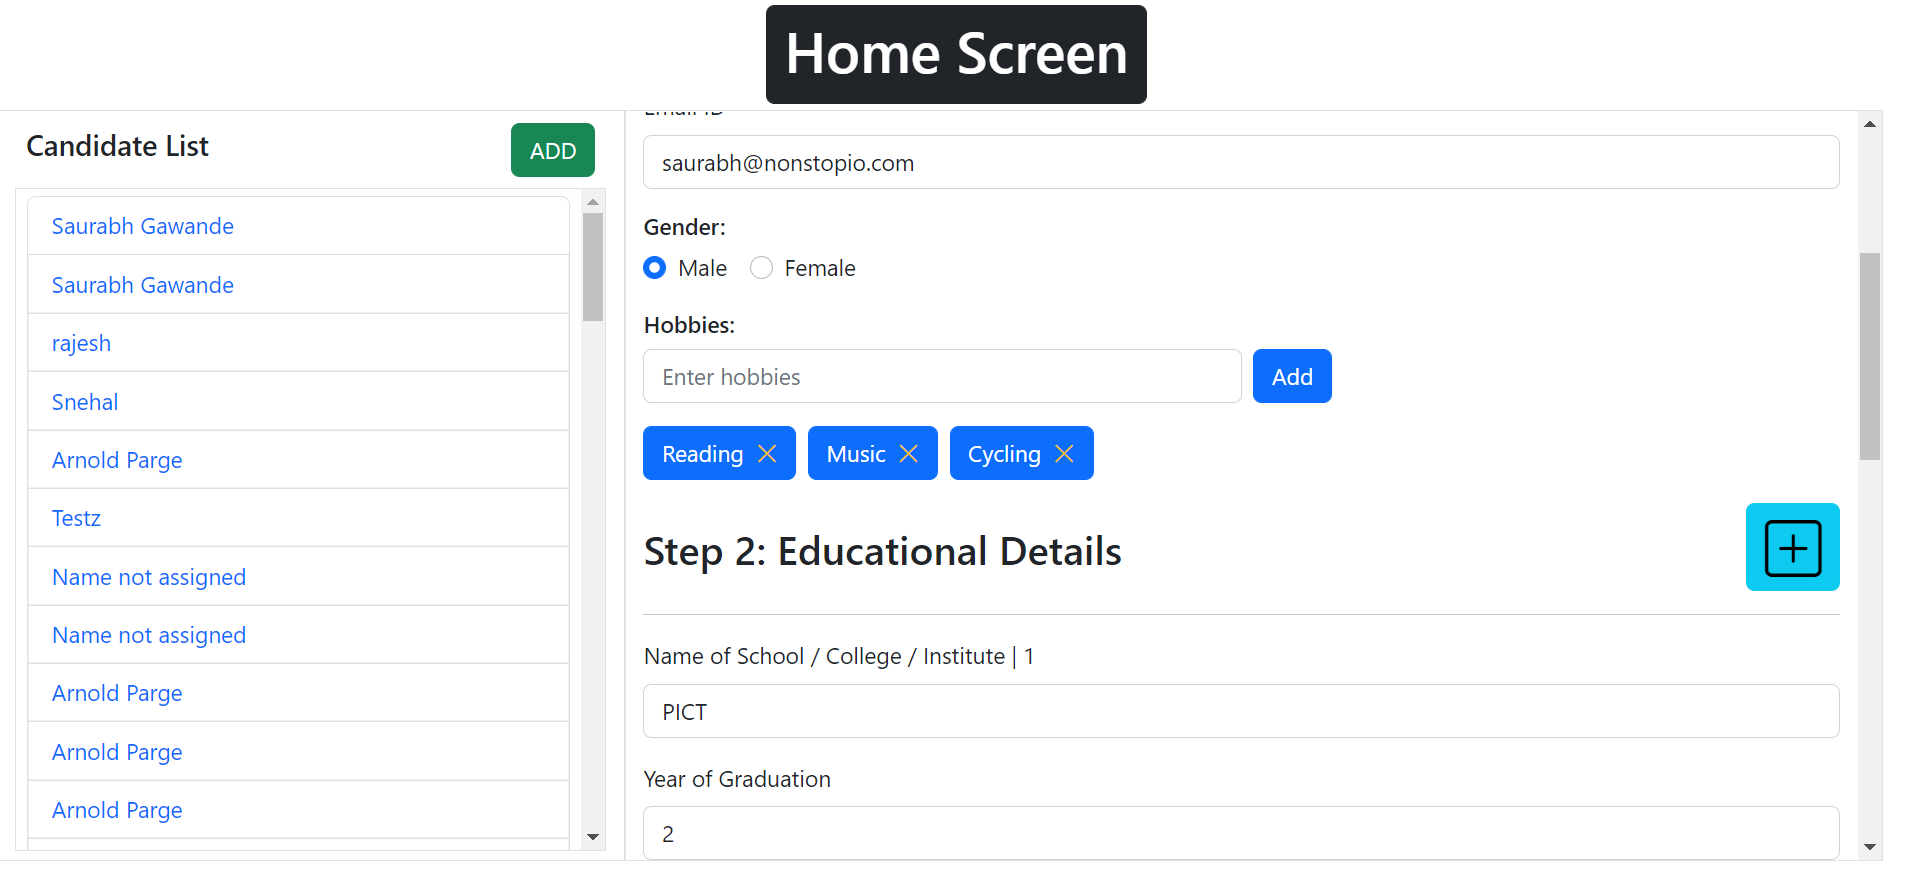 Home Screen
Candidate List
ADD
Saurabh Gawande
Saurabh Gawande
rajesh
Snehal
Arnold Parge
Testz
Name not assigned
Name not assigned
Arnold Parge
Arnold Parge
Arnold Parge
Email ID
saurabh@nonstopio.com
Gender:
Male Female
Hobbies:
Enter hobbies Add
Reading Music Cycling
Step 2: Educational Details
Name of School / College / Institute | 1
PICT
Year of Graduation
2